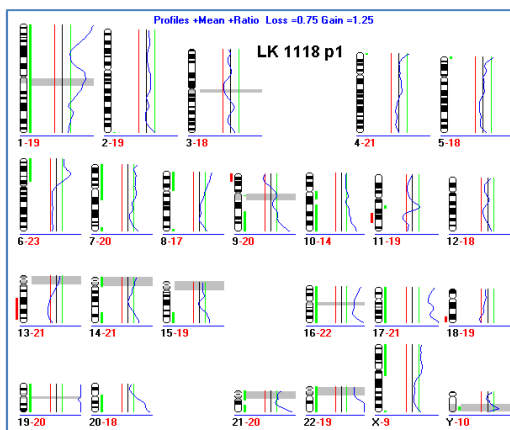 Profiles +Mean +Ratio Loss =0.75 Gain =1.25
LK 1118 p1
1-19 2-19 3-18 4-21 5-18
6-23 7-20 8-17 9-20 10-14 11-19 12-18
13-21 14-21 15-19 16-22 17-21 18-19
19-20 20-18 21-20 22-19 X-9 Y-10